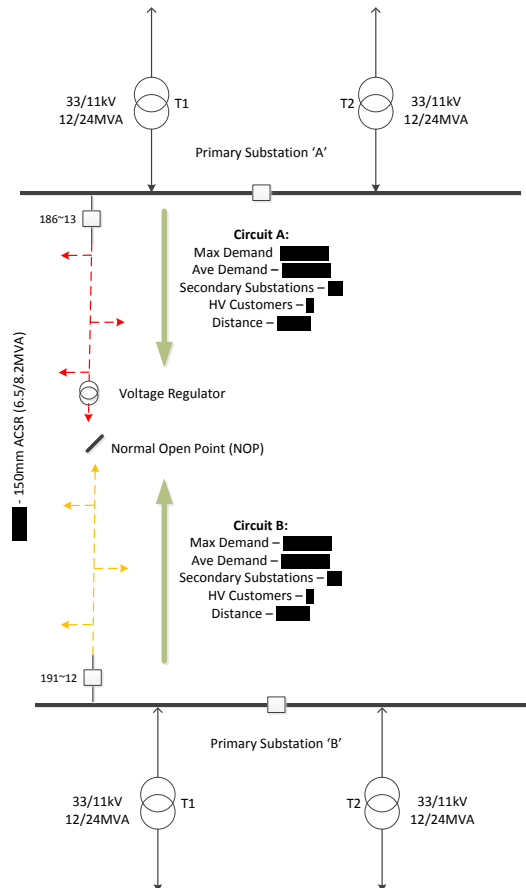 33/11kV
12/24MVA
T1
T2
33/11kV
12/24MVA
Primary Substation ‘A’
186~13
Circuit A:
Max Demand
Ave Demand –
Secondary Substations –
HV Customers –
Distance –
- 150mm ACSR (6.5/8.2MVA)
Voltage Regulator
Normal Open Point (NOP)
Circuit B:
Max Demand –
Ave Demand –
Secondary Substations –
HV Customers –
Distance –
191~12
Primary Substation ‘B’
33/11kV
12/24MVA
T1
T2
33/11kV
12/24MVA